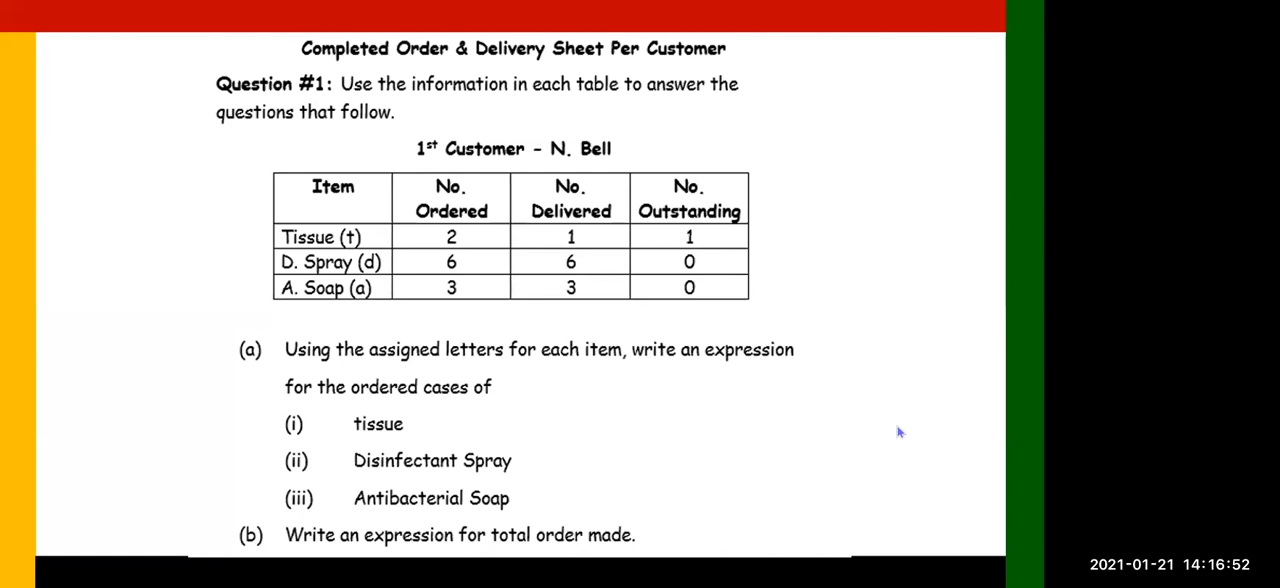 Completed Order & Delivery Sheet Per Customer
Question #1: Use the information in each table to answer the
questions that follow.
1st Customer - N. Bell
Item No. Ordered No. Delivered No. Outstanding
Tissue (t) 2 1 1
D. Spray (d) 6 6 0
A. Soap (a) 3 3 0
(a) Using the assigned letters for each item, write an expression
for the ordered cases of
(i) tissue
(ii) Disinfectant Spray
(iii) Antibacterial Soap
(b) Write an expression for total order made.
2021-01-21 14:16:52